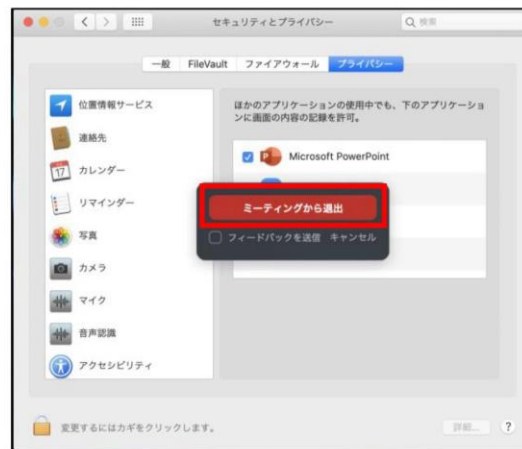 セキュリティとプライバシー
検索
一般 FileVault ファイアウォール プライバシー
位置情報サービス
連絡先
17 カレンダー
リマインダー
写真
カメラ
マイク
音声認識
アクセシビリティ
ほかのアプリケーションの使用中でも、下のアプリケーショ
ンに画面の内容の記録を許可。
Microsoft PowerPoint
ミーティングから退出
フィードバックを送信 キャンセル
変更するにはカギをクリックします。
詳細... ?